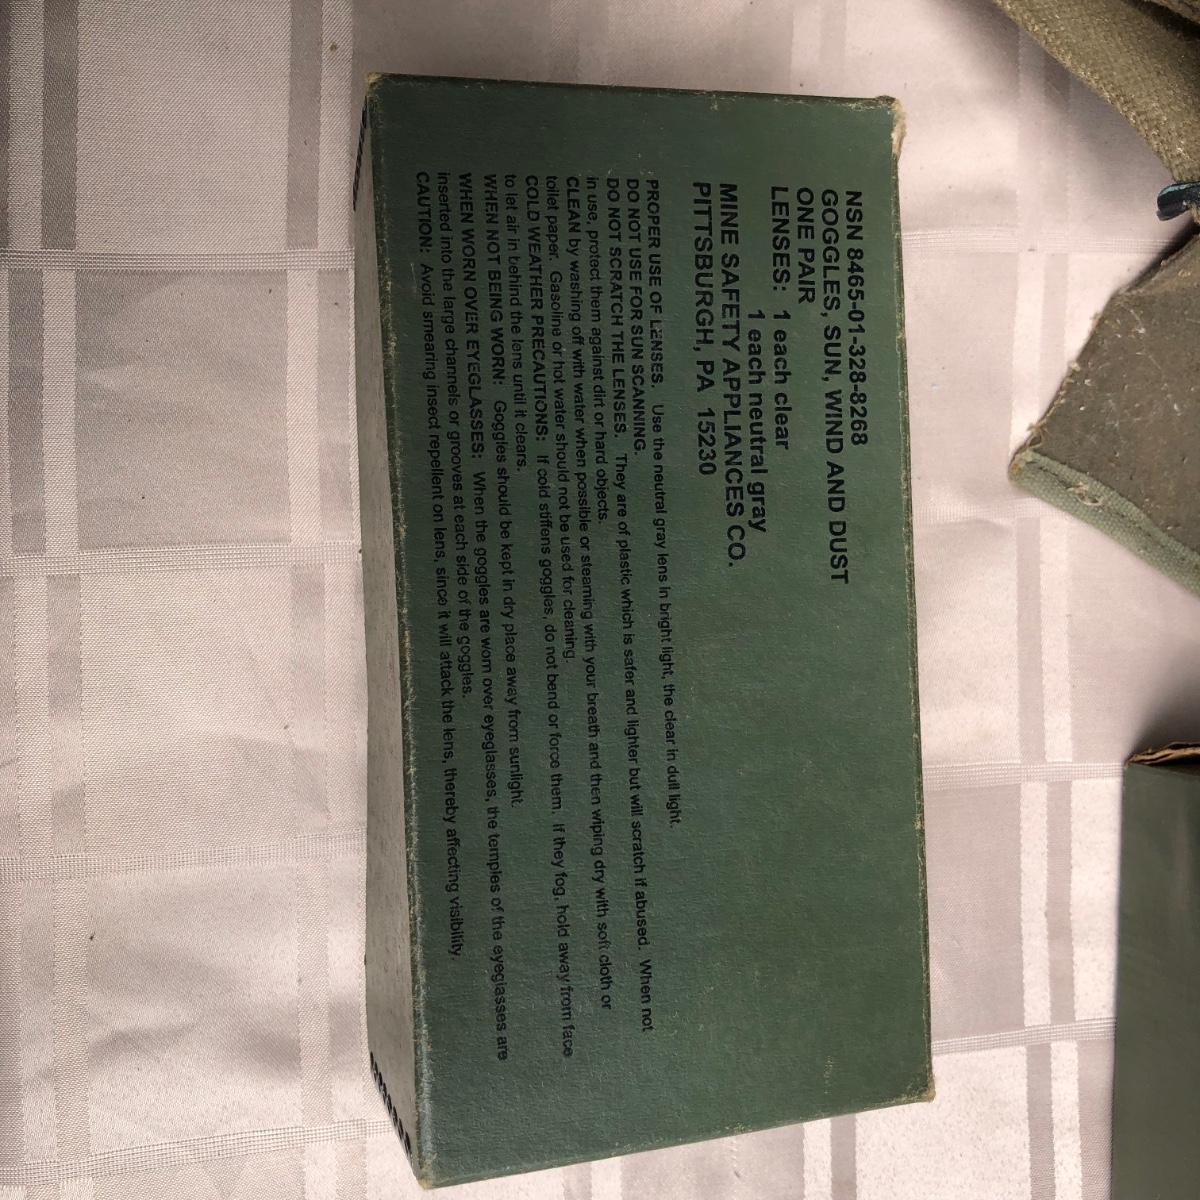 NSN 8465-01-328-8268
GOGGLES, SUN, WIND AND DUST
ONE PAIR
LENSES: 1 each clear
1 each neutral gray
MINE SAFETY APPLIANCES CO.
PITTSBURGH, PA 15230
PROPER USE OF LENSES. Use the neutral gray lens in bright light, the clear in dull light.
DO NOT USE FOR SUN SCANNING.
DO NOT SCRATCH THE LENSES. They are of plastic which is safer and lighter but will scratch if abused. When not
in use, protect them against dirt or hard objects.
CLEAN by washing off with water when possible or steaming with your breath and then wiping dry with soft cloth or
toilet paper. Gasoline or hot water should not be used for cleaning.
COLD WEATHER PRECAUTIONS: If cold stiffens goggles, do not bend or force them. If they fog, hold away from face
to let air in behind the lens until it clears.
WHEN NOT BEING WORN: Goggles should be kept in dry place away from sunlight.
WHEN WORN OVER EYEGLASSES: When the goggles are worn over eyeglasses, the temples of the eyeglasses are
inserted into the large channels or grooves at each side of the goggles.
CAUTION: Avoid smearing insect repellent on lens, since it will attack the lens, thereby affecting visibility.